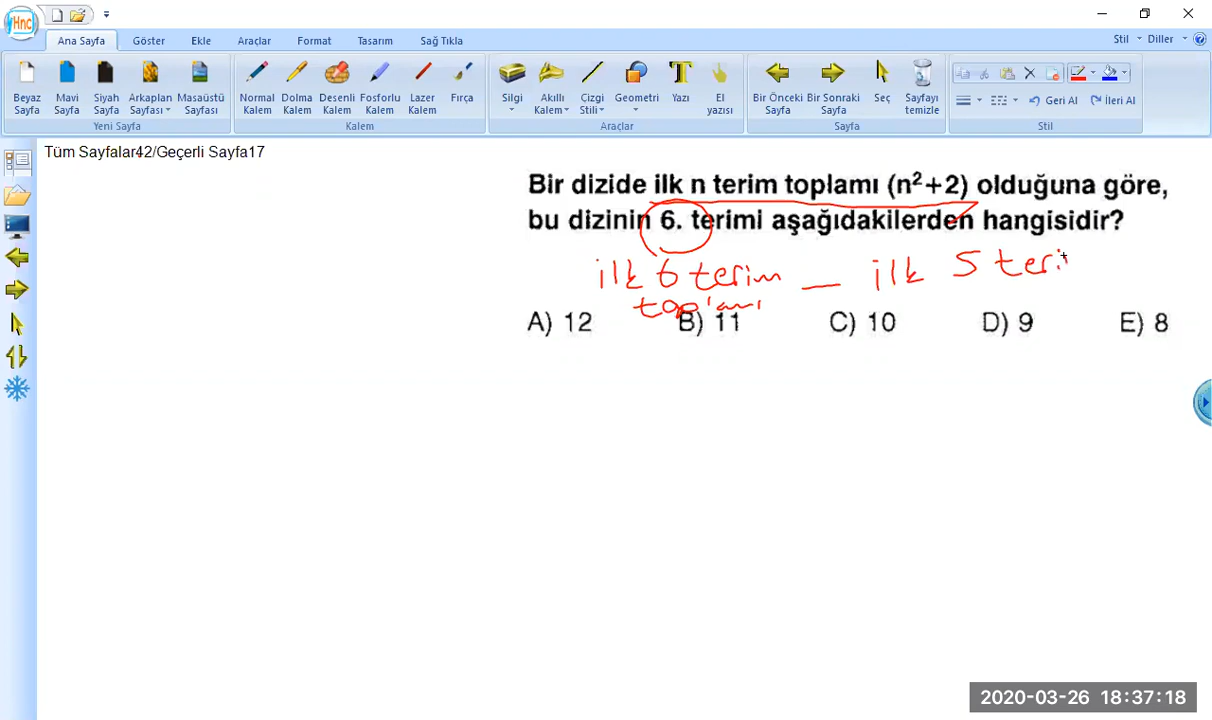 Hnc
Ana Sayfa Göster Ekle Araçlar Format Tasarım Sağ Tıkla Stil Diller
Beyaz Sayfa Mavi Sayfa Siyah Sayfa Arkaplan Sayfası Masaüstü Sayfası
Yeni Sayfa
Normal Kalem Dolma Kalem Desenli Kalem Fosforlu Kalem Lazer Kalem Fırça
Kalem
Silgi Akıllı Kalem Çizgi Stili Geometri Yazı El yazısı
Araçlar
Bir Önceki Sayfa Bir Sonraki Sayfa Seç Sayfayı temizle
Sayfa
Geri Al İleri Al
Stil
Tüm Sayfalar42/Geçerli Sayfa17
Bir dizide ilk n terim toplamı (n²+2) olduğuna göre,
bu dizinin 6. terimi aşağıdakilerden hangisidir?
ilk 6 terim — ilk 5 teri
toplamı
A) 12 B) 11 C) 10 D) 9 E) 8
2020-03-26 18:37:18